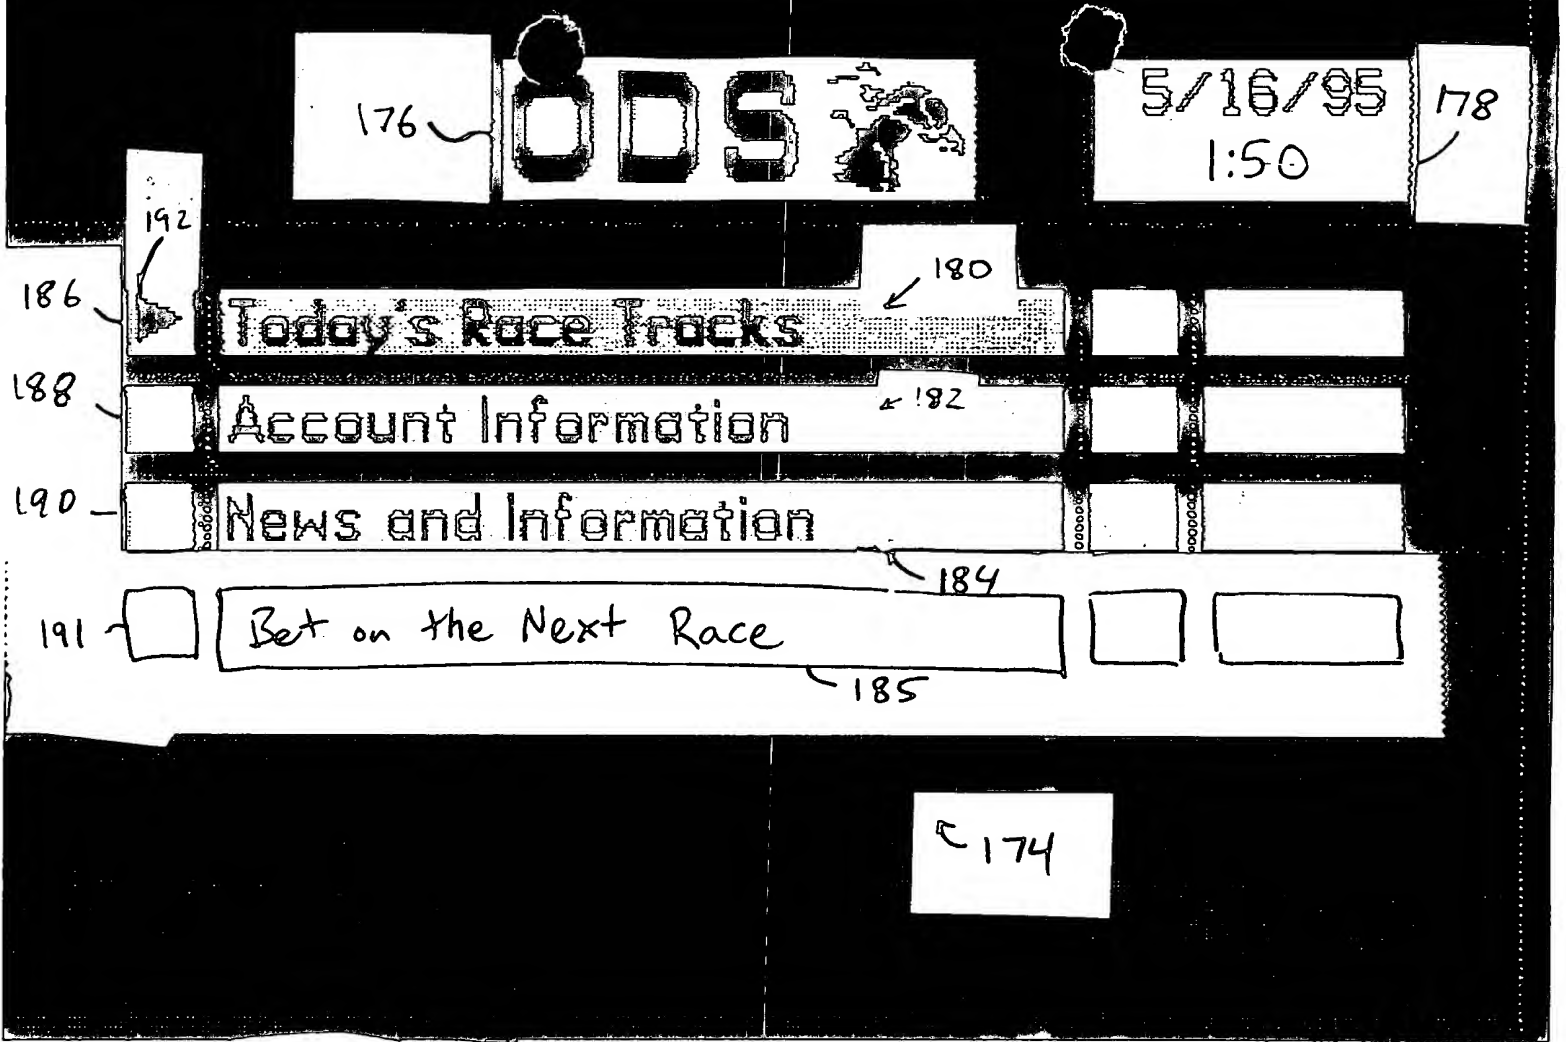 176 ODS 5/16/95 178
1:50
192
180
186 Today's Race Tracks
188 Account Information 182
190 News and Information
184
191 Bet on the Next Race
185
174